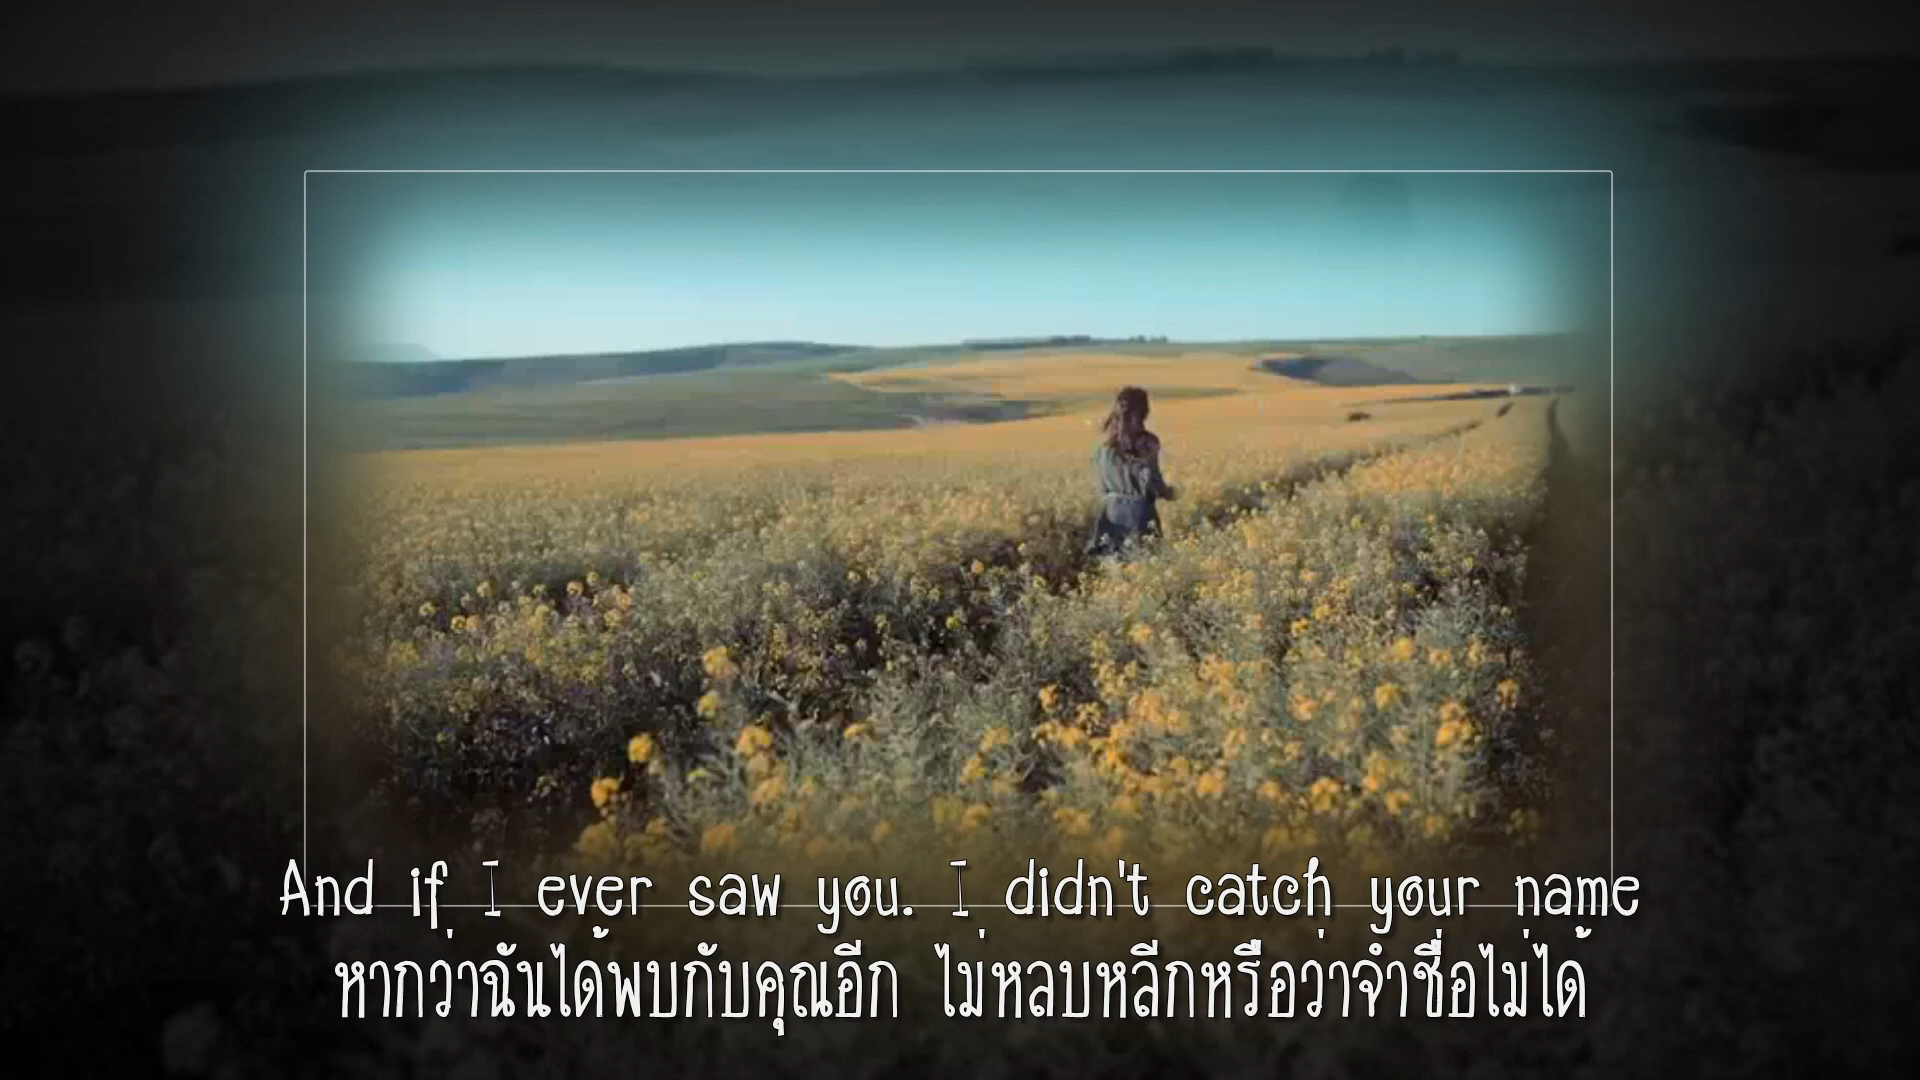 And if I ever saw you. I didn't catch your name
หากว่าฉันได้พบกับคุณอีก ไม่หลบหลีกหรือว่าจำชื่อไม่ได้